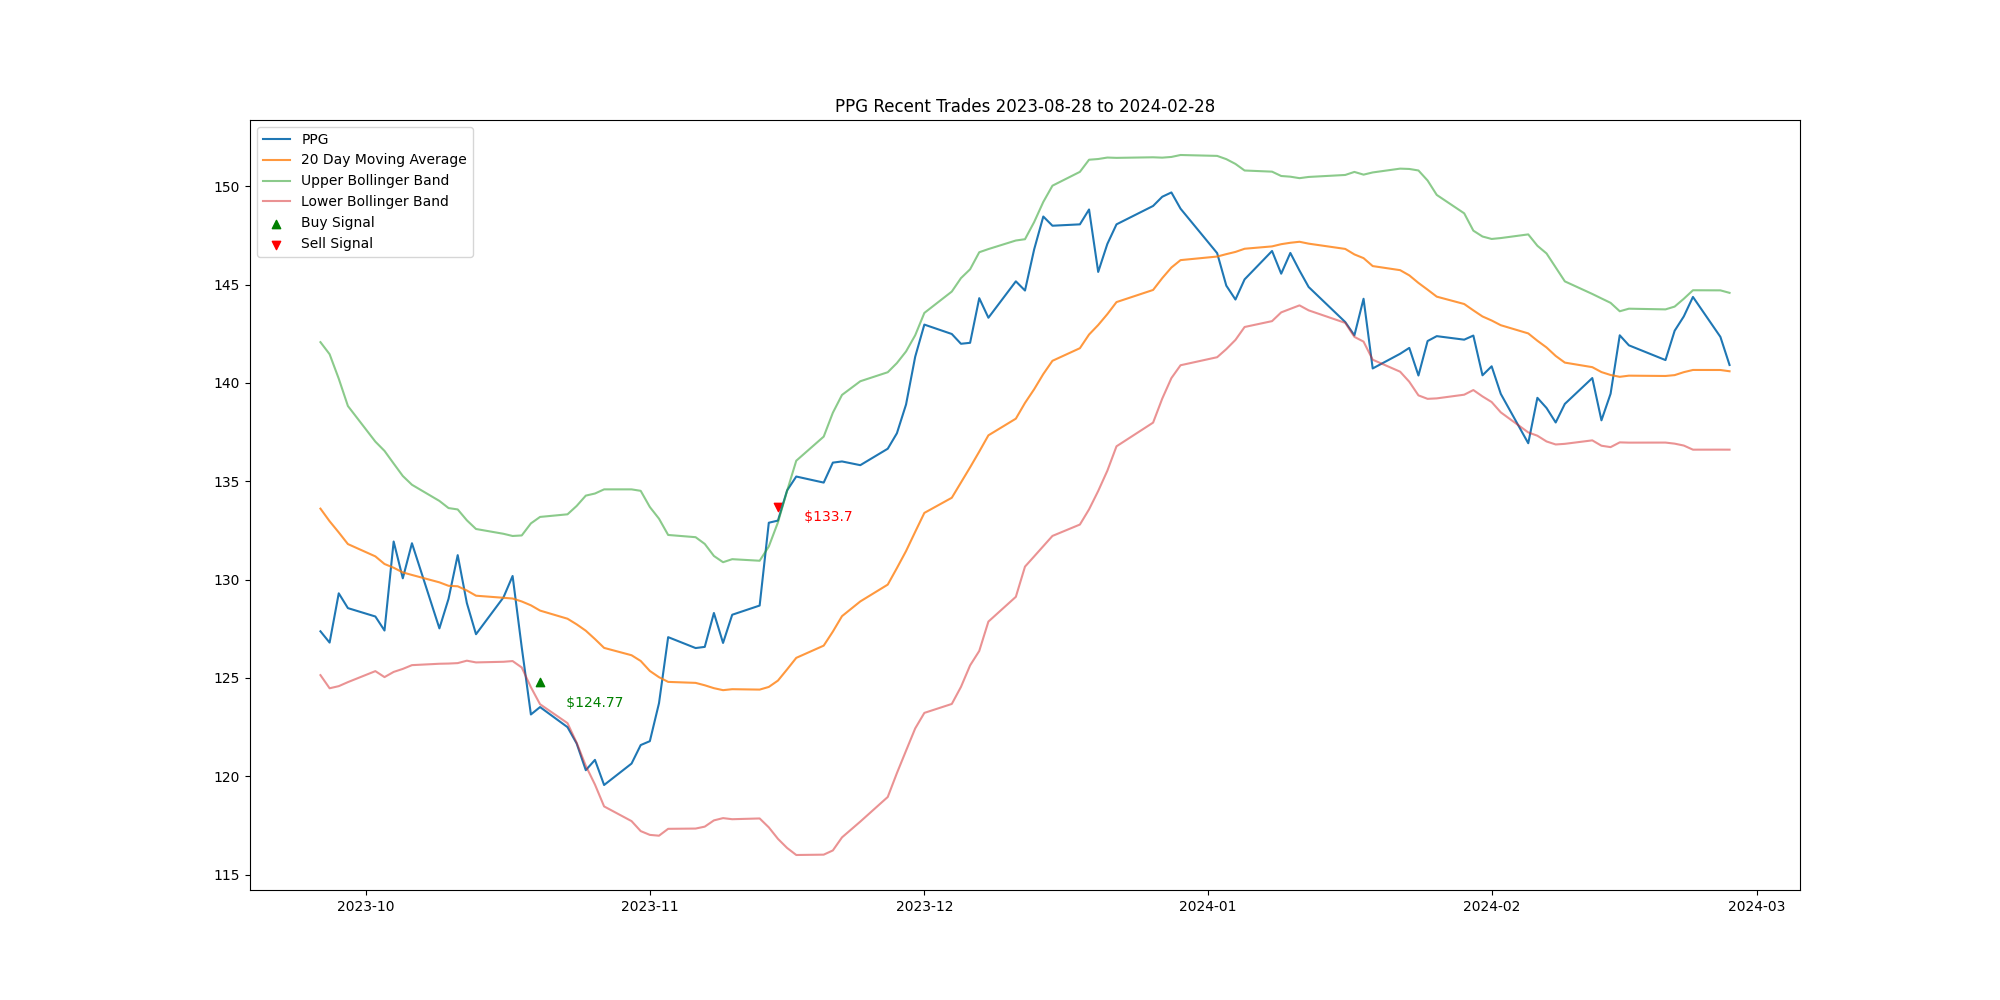 PPG Recent Trades 2023-08-28 to 2024-02-28
PPG
20 Day Moving Average
Upper Bollinger Band
Lower Bollinger Band
Buy Signal
Sell Signal
150
145
140
135
130
125
120
115
$133.7
$124.77
2023-10
2023-11
2023-12
2024-01
2024-02
2024-03